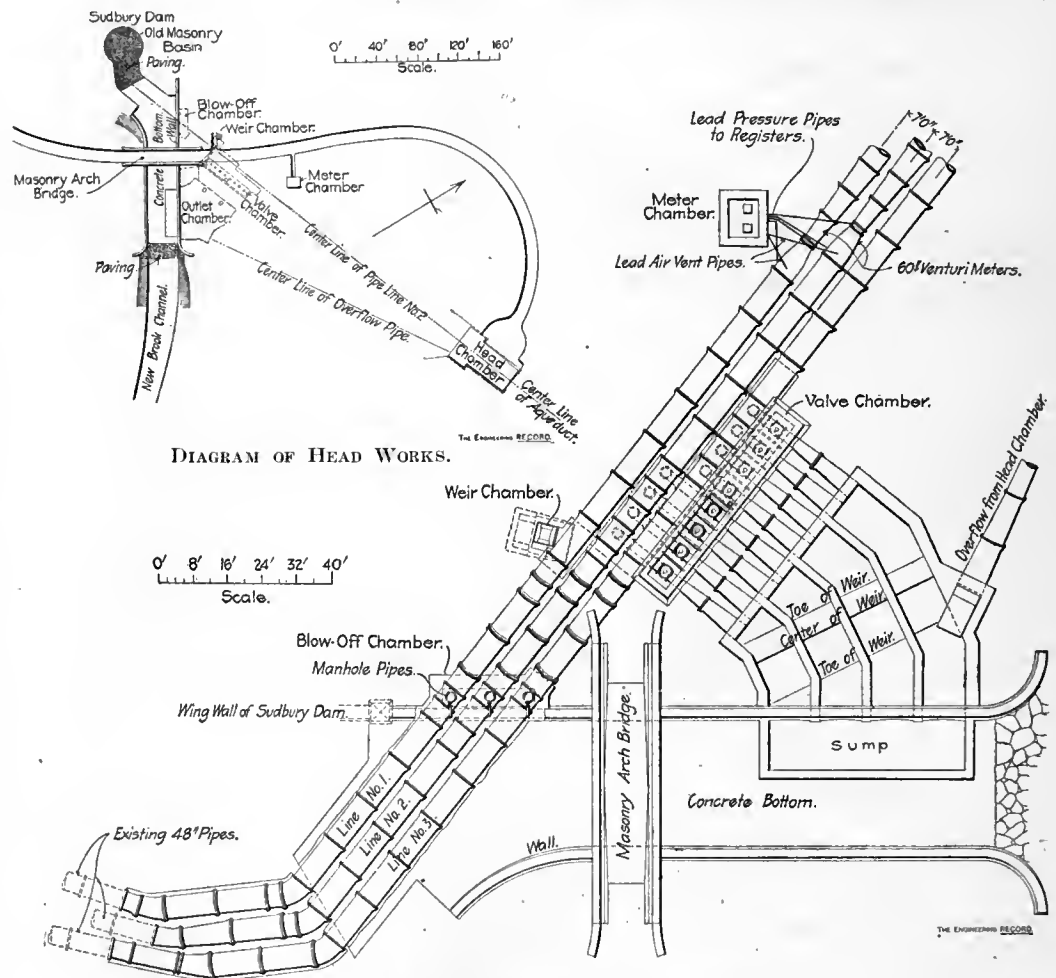 Sudbury Dam
Old Masonry
Basin
Paving.
0' 40' 80' 120' 160'
Scale.
Blow-Off
Chamber.
Weir Chamber.
Bottom.
Wall
Masonry Arch
Bridge.
Concrete
Outlet
Chamber.
Valve
Chamber.
Meter
Chamber
Center Line of Pipe Line No. 2
Center Line of Overflow Pipe.
Paving
New Brook Channel.
Head
Chamber
Center Line
of Aqueduct.
THE ENGINEERING RECORD.
DIAGRAM OF HEAD WORKS.
7'0" 7'0"
Lead Pressure Pipes
to Registers.
Meter
Chamber.
Lead Air Vent Pipes.
60" Venturi Meters.
Valve Chamber.
Weir Chamber.
Overflow from Head Chamber.
0' 8' 16' 24' 32' 40'
Scale.
Toe of Weir.
Center of Weir.
Toe of Weir.
Blow-Off Chamber.
Manhole Pipes.
Wing Wall of Sudbury Dam.
Masonry Arch Bridge.
Sump
Concrete Bottom.
Line No. 1.
Line No. 2.
Line No. 3.
Wall.
Existing 48" Pipes.
THE ENGINEERING RECORD.